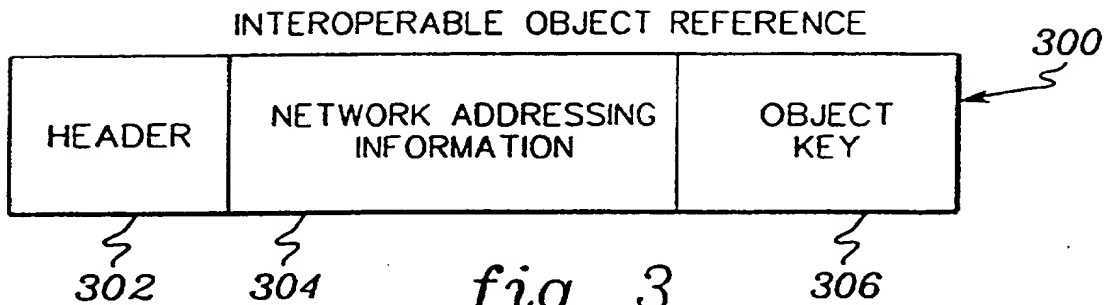 INTEROPERABLE OBJECT REFERENCE
300
HEADER
NETWORK ADDRESSING
INFORMATION
OBJECT
KEY
302
304
306
fig. 3